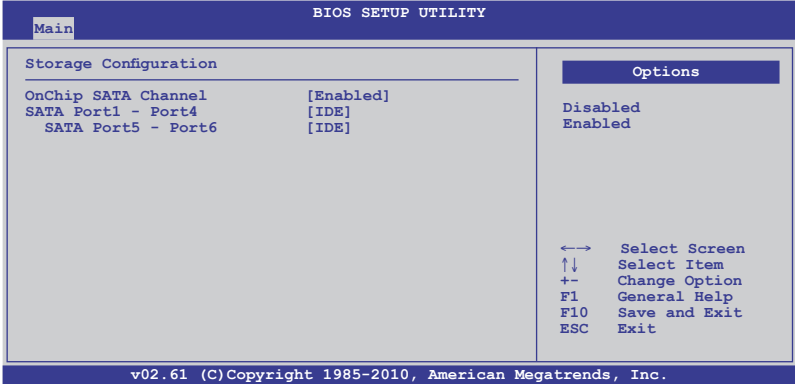 BIOS SETUP UTILITY
Main
Storage Configuration
OnChip SATA Channel [Enabled]
SATA Port1 - Port4 [IDE]
SATA Port5 - Port6 [IDE]
Options
Disabled
Enabled
←→ Select Screen
↑↓ Select Item
+- Change Option
F1 General Help
F10 Save and Exit
ESC Exit
v02.61 (C)Copyright 1985-2010, American Megatrends, Inc.